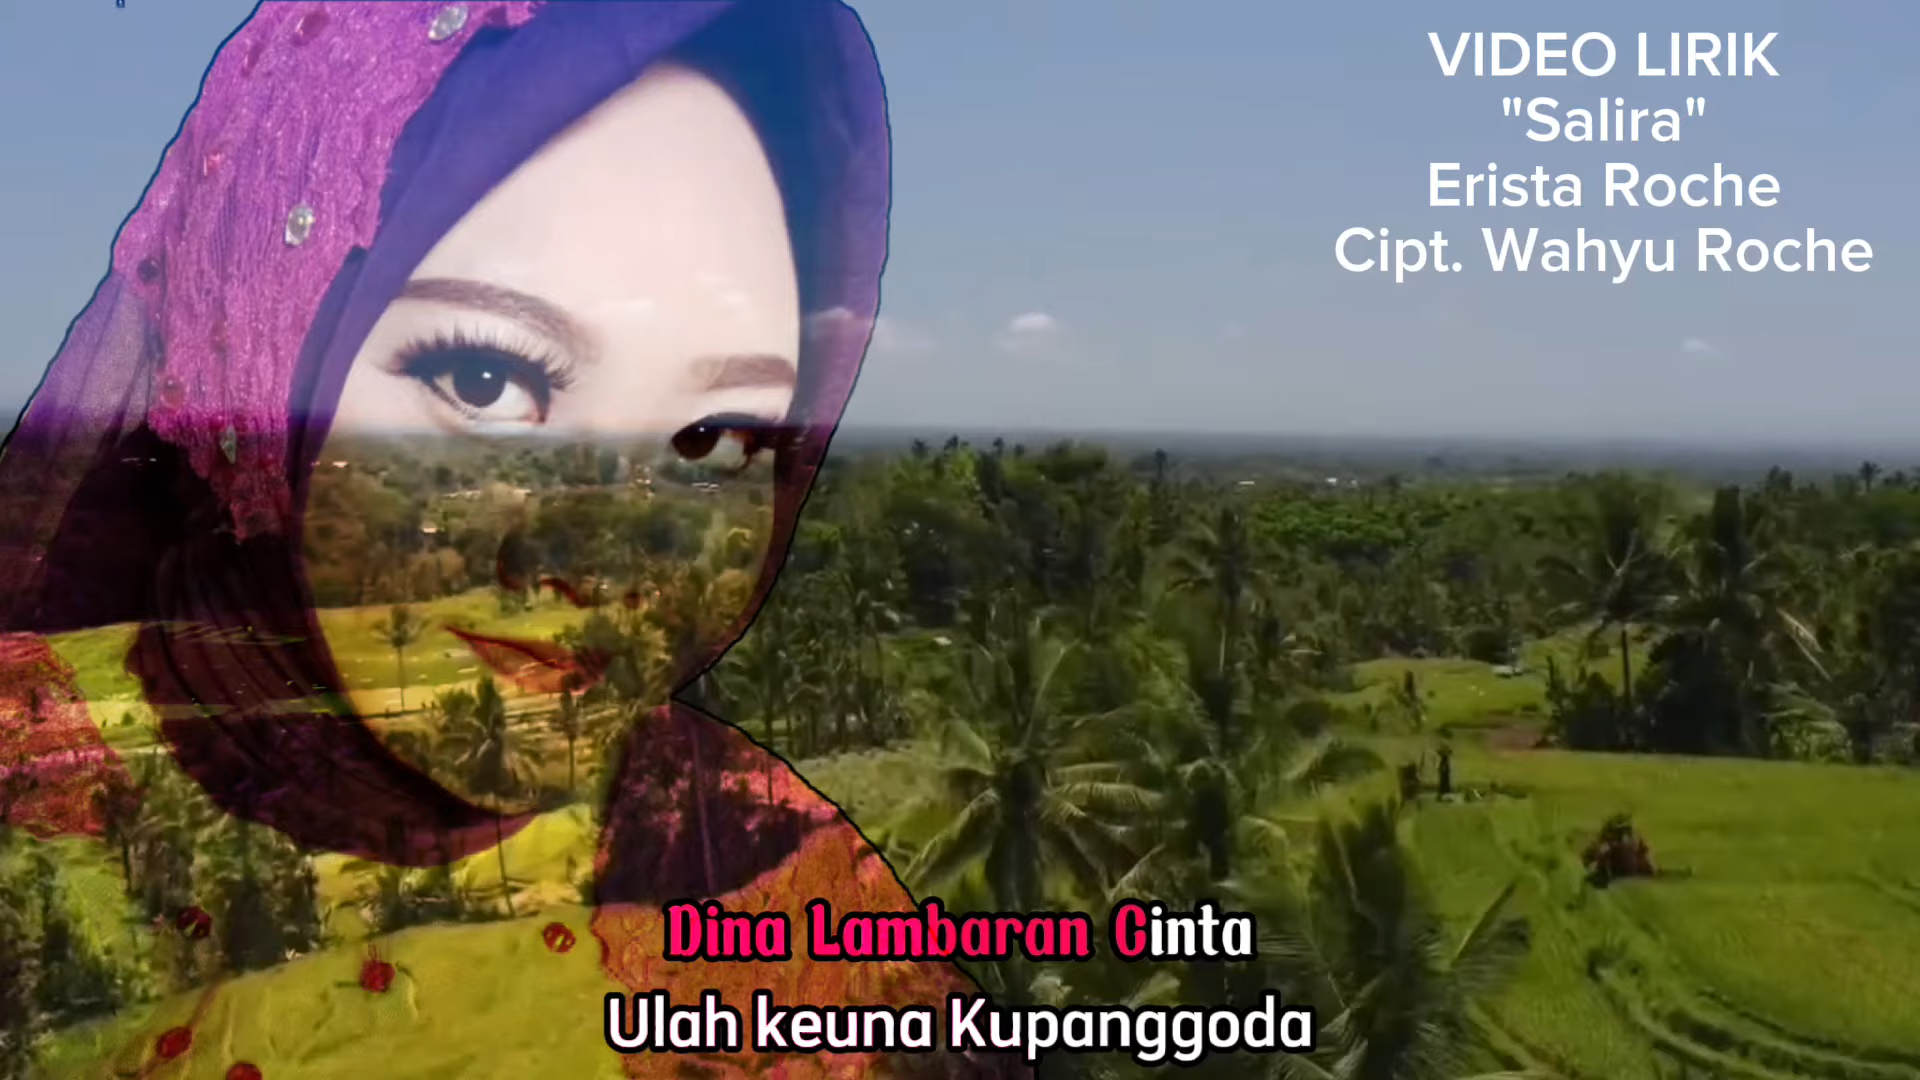 VIDEO LIRIK
"Salira"
Erista Roche
Cipt. Wahyu Roche
Dina Lambaran Cinta
Ulah keuna Kupanggoda